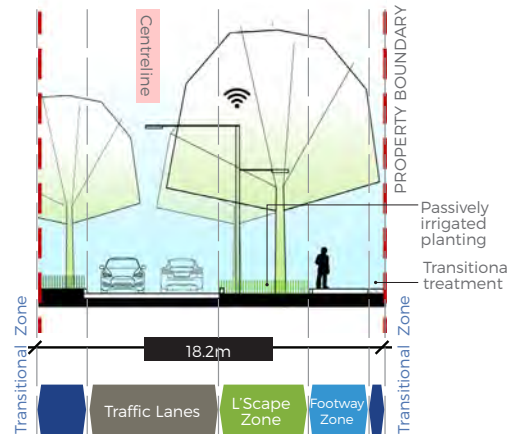 Centreline
PROPERTY BOUNDARY
Passively
irrigated
planting
Transitiona
treatment
Transitional Zone
Transitional Zone
18.2m
Traffic Lanes
L'Scape
Zone
Footway
Zone